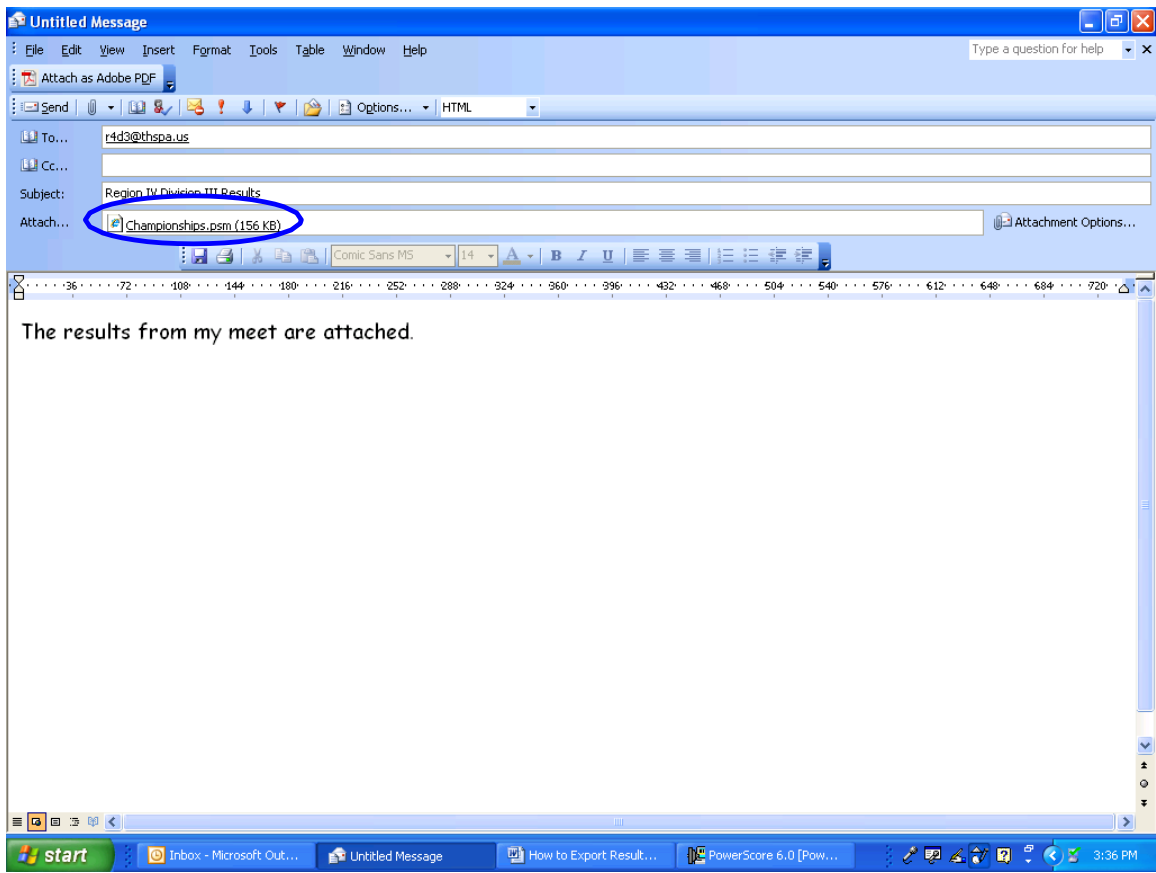 Untitled Message
File Edit View Insert Format Tools Table Window Help Type a question for help
Attach as Adobe PDF
Send Options... HTML
To... r4d3@thspa.us
Cc...
Subject: Region IV Division III Results
Attach... Championships.psm (156 KB) Attachment Options...
Comic Sans MS 14 A B I U
36 72 108 144 180 216 252 288 324 360 396 432 468 504 540 576 612 648 684 720
The results from my meet are attached.
start Inbox - Microsoft Out... Untitled Message How to Export Result... PowerScore 6.0 [Pow... 3:36 PM